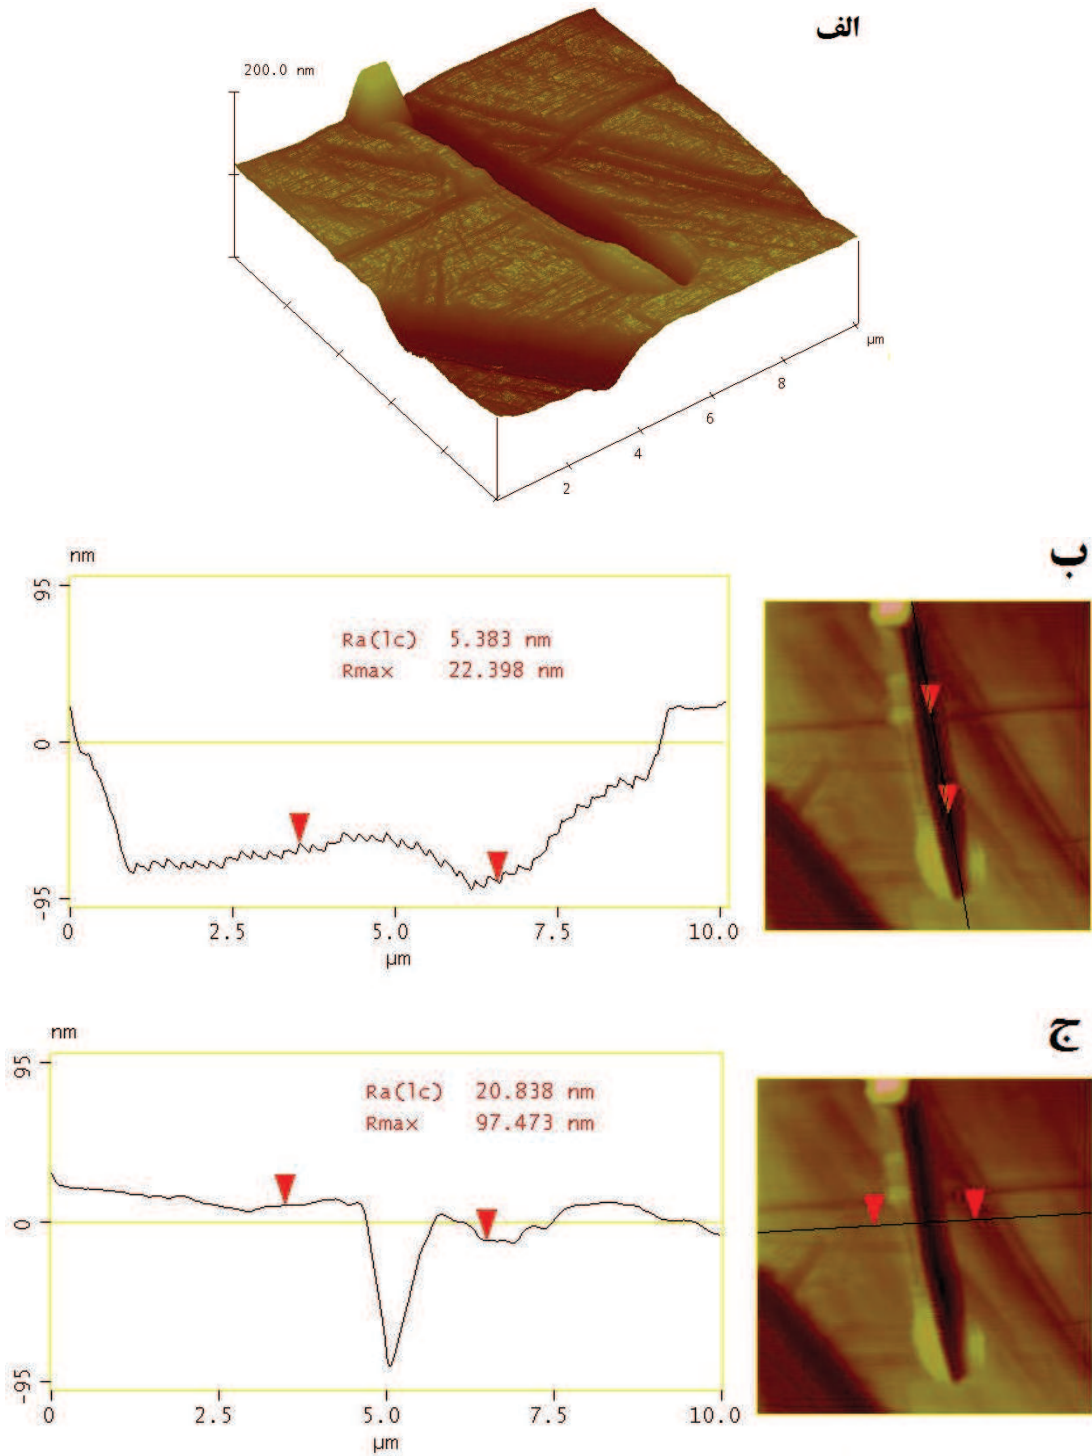 الف
200.0 nm
µm
8
6
4
2
ب
nm
95
0
-95
Ra(lc) 5.383 nm
Rmax 22.398 nm
0 2.5 5.0 7.5 10.0
µm
ج
nm
95
0
-95
Ra(lc) 20.838 nm
Rmax 97.473 nm
0 2.5 5.0 7.5 10.0
µm